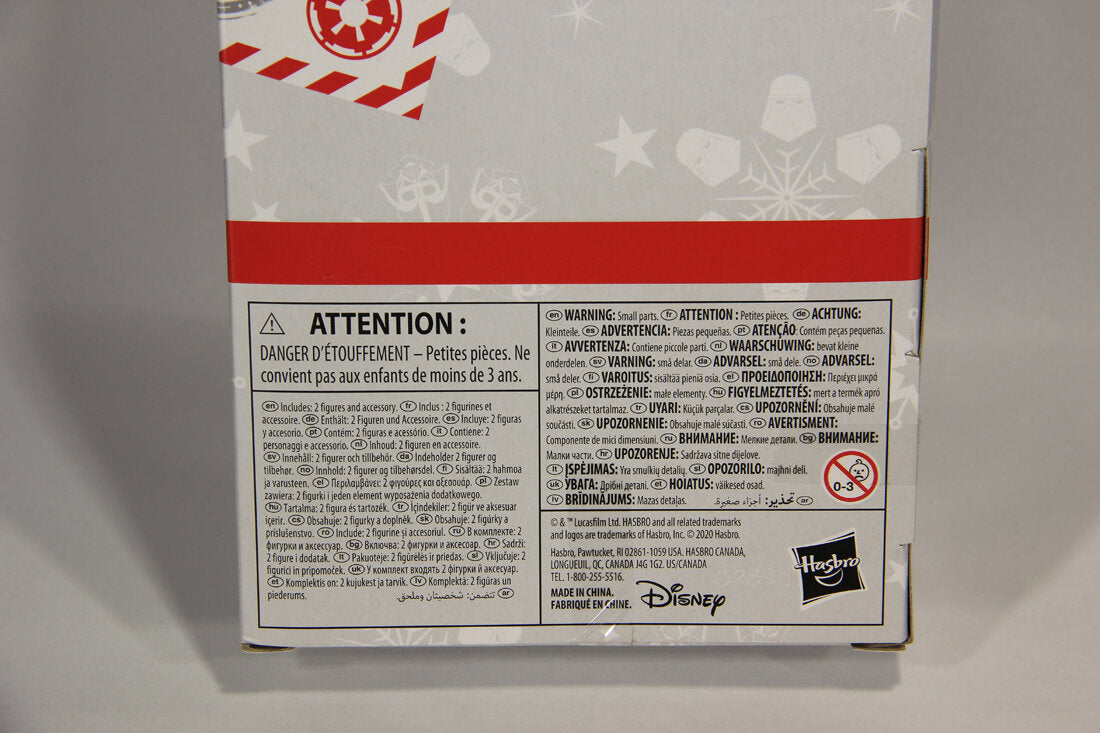 ATTENTION :
DANGER D'ÉTOUFFEMENT – Petites pièces. Ne
convient pas aux enfants de moins de 3 ans.
en Includes: 2 figures and accessory. fr Inclus : 2 figurines et
accessoire. de Enthält: 2 Figuren und Accessoire. es Incluye: 2 figuras
y accesorio. pt Contém: 2 figuras e acessório. it Contiene: 2
personaggi e accessorio. nl Inhoud: 2 figuren en accessoire.
sv Innehåll: 2 figurer och tillbehör. da Indeholder 2 figurer og
tilbehør. no Innhold: 2 figurer og tilbehørsdel. fi Sisältää: 2 hahmoa
ja varusteen. el Περιλαμβάνει: 2 φιγούρες και αξεσουάρ. pl Zestaw
zawiera: 2 figurki i jeden element wyposażenia dodatkowego.
hu Tartalma: 2 figura és tartozék. tr İçindekiler: 2 figür ve aksesuar
içerir. cs Obsahuje: 2 figurky a doplněk. sk Obsahuje: 2 figúrky a
príslušenstvo. ro Include: 2 figurine și accesoriul. ru В комплекте: 2
фигурки и аксессуар. bg Включва: 2 фигурки и аксесоар. hr Sadrži:
2 figure i dodatak. lt Pakuotėje: 2 figūrėlės ir priedas. sl Vključuje: 2
figurici in pripomoček. uk У комплект входять 2 фігурки й аксесуар.
et Komplektis on: 2 kujukest ja tarvik. lv Komplektā: 2 figūras un
piederums. ar تتضمن: شخصيتان وملحق.
en WARNING: Small parts. fr ATTENTION : Petites pièces. de ACHTUNG:
Kleinteile. es ADVERTENCIA: Piezas pequeñas. pt ATENÇÃO: Contém peças pequenas.
it AVVERTENZA: Contiene piccole parti. nl WAARSCHUWING: bevat kleine
onderdelen. sv VARNING: små delar. da ADVARSEL: små dele. no ADVARSEL:
små deler. fi VAROITUS: sisältää pieniä osia. el ΠΡΟΕΙΔΟΠΟΙΗΣΗ: Περιέχει μικρά
μέρη. pl OSTRZEŻENIE: małe elementy. hu FIGYELMEZTETÉS: mert a termék apró
alkatrészeket tartalmaz. tr UYARI: Küçük parçalar. cs UPOZORNĚNÍ: Obsahuje malé
součásti. sk UPOZORNENIE: Obsahuje malé súčasti. ro AVERTISMENT:
Componente de mici dimensiuni. ru ВНИМАНИЕ: Мелкие детали. bg ВНИМАНИЕ:
Малки части. hr UPOZORENJE: Sadržava sitne dijelove.
lt ĮSPĖJIMAS: Yra smulkių detalių. sl OPOZORILO: majhni deli.
uk УВАГА: Дрібні деталі. et HOIATUS: väikesed osad.
lv BRĪDINĀJUMS: Mazas detaļas. ar تحذير: أجزاء صغيرة.
0-3
© & ™ Lucasfilm Ltd. HASBRO and all related trademarks
and logos are trademarks of Hasbro, Inc. © 2020 Hasbro.
Hasbro, Pawtucket, RI 02861-1059 USA. HASBRO CANADA,
LONGUEUIL, QC, CANADA J4G 1G2. US/CANADA
TEL. 1-800-255-5516.
MADE IN CHINA.
FABRIQUÉ EN CHINE.
Disney
Hasbro